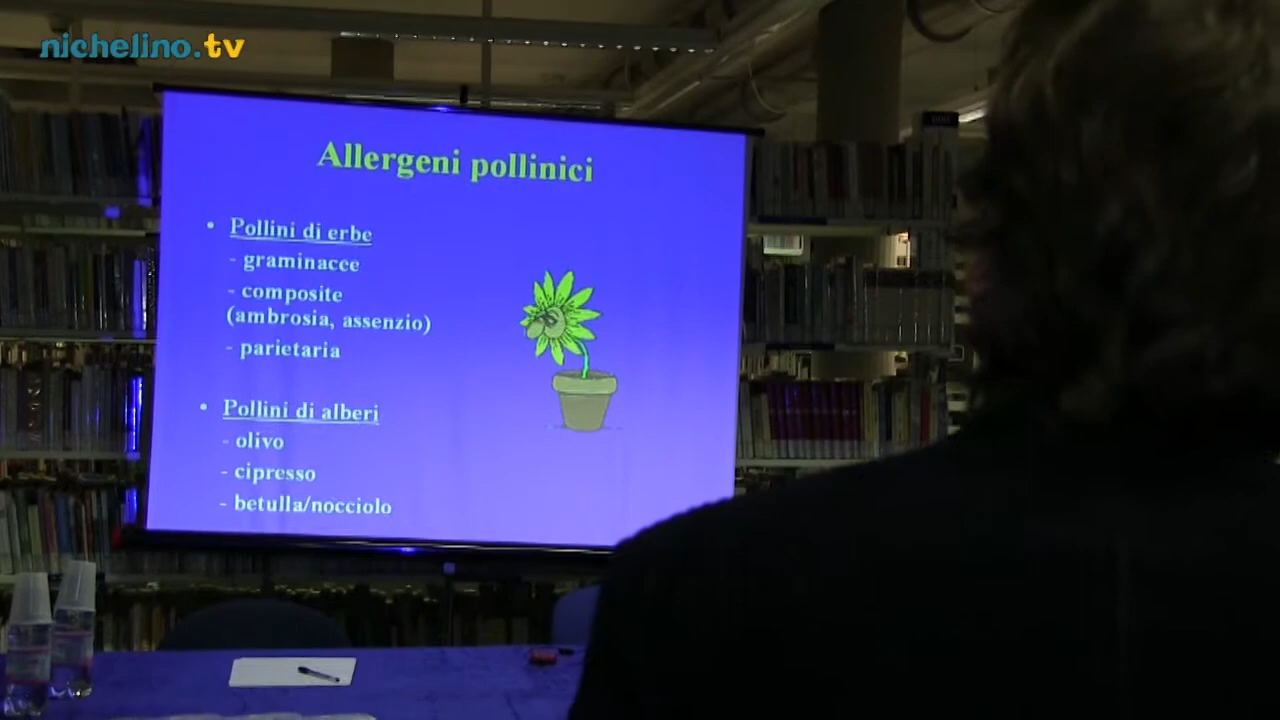 nichelino.tv
Allergeni pollinici
• Pollini di erbe
- graminacee
- composite
(ambrosia, assenzio)
- parietaria
• Pollini di alberi
- olivo
- cipresso
- betulla/nocciolo